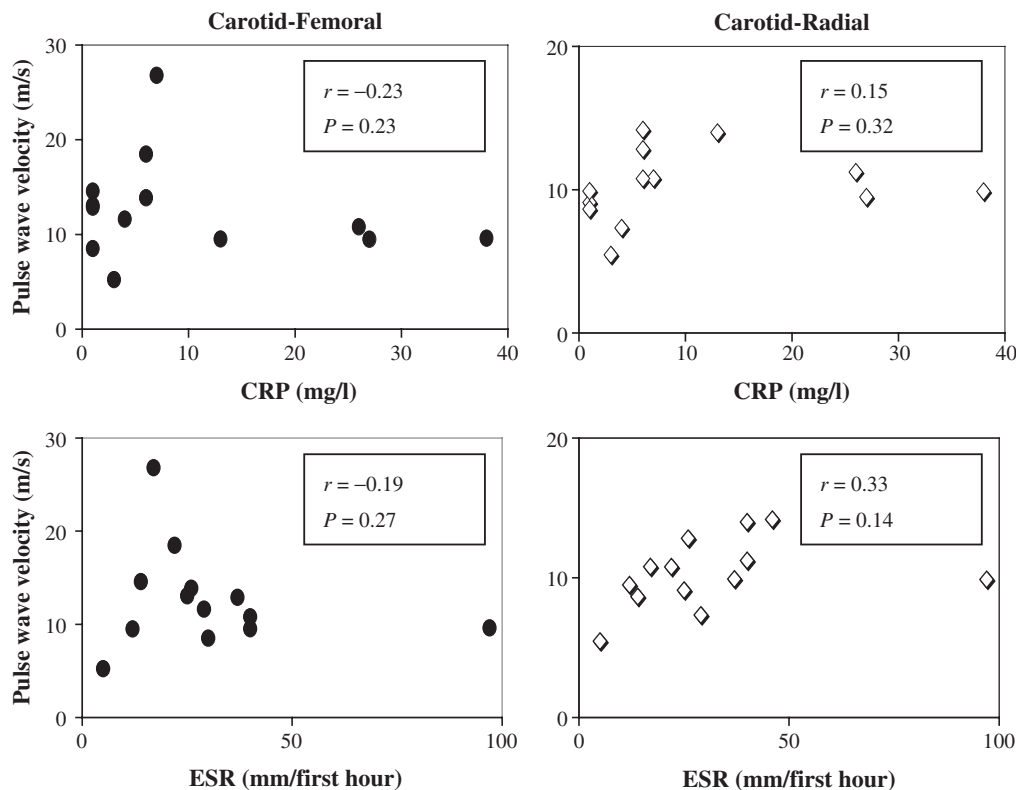 Carotid-Femoral
Pulse wave velocity (m/s)
30
20
10
0
r = −0.23
P = 0.23
0 10 20 30 40
CRP (mg/l)
Carotid-Radial
20
10
0
r = 0.15
P = 0.32
0 10 20 30 40
CRP (mg/l)
Pulse wave velocity (m/s)
30
20
10
0
r = −0.19
P = 0.27
0 50 100
ESR (mm/first hour)
20
10
0
r = 0.33
P = 0.14
0 50 100
ESR (mm/first hour)